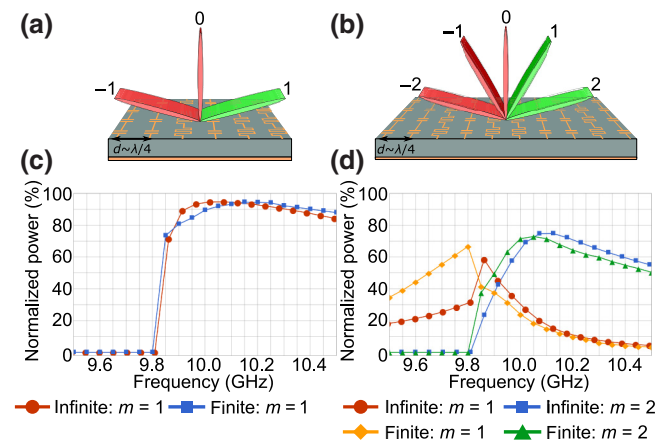 (a)
0
−1
1
d~λ/4
(b)
0
−1
1
−2
2
d~λ/4
(c)
Normalized power (%)
100
80
60
40
20
0
9.6 9.8 10.0 10.2 10.4
Frequency (GHz)
Infinite: m = 1 Finite: m = 1
(d)
Normalized power (%)
100
80
60
40
20
0
9.6 9.8 10.0 10.2 10.4
Frequency (GHz)
Infinite: m = 1 Infinite: m = 2
Finite: m = 1 Finite: m = 2